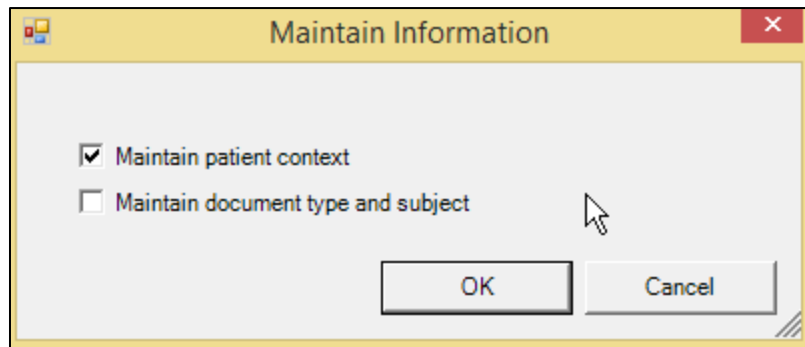 Maintain Information
Maintain patient context
Maintain document type and subject
OK Cancel